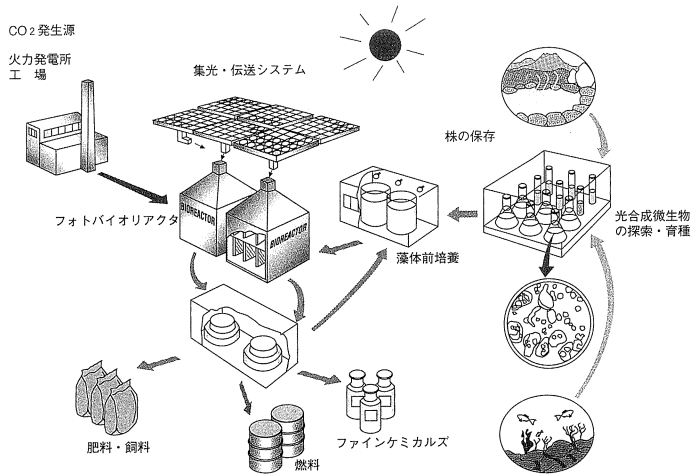 CO2発生源
火力発電所
工 場
集光・伝送システム
株の保存
フォトバイオリアクタ
BIOREACTOR
BIOREACTOR
藻体前培養
光合成微生物
の探索・育種
肥料・飼料
燃料
ファインケミカルズ